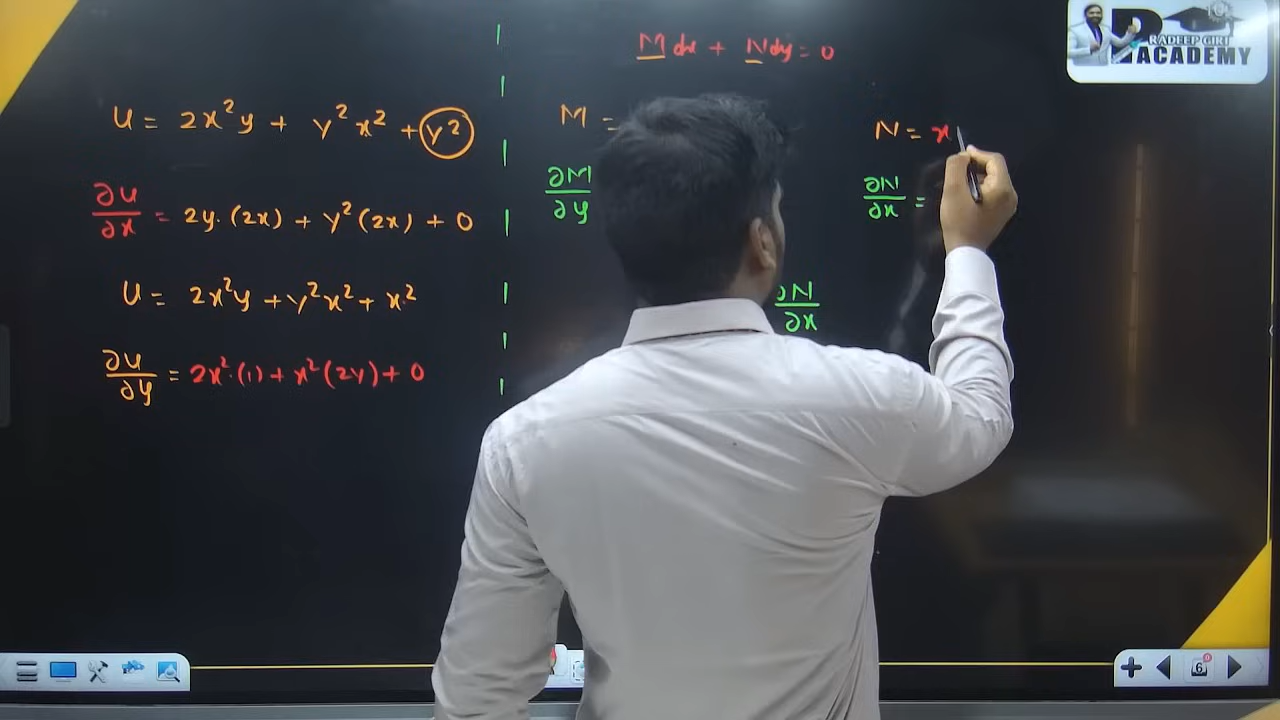 PRADEEP GIRI
ACADEMY
Mdx + Ndy = 0
U = 2x²y + y²x² + y²
∂U/∂x = 2y·(2x) + y²(2x) + 0
U = 2x²y + y²x² + x²
∂U/∂y = 2x²·(1) + x²(2y) + 0
M =
∂M/∂y
N = x
∂N/∂x =
∂N/∂x
6